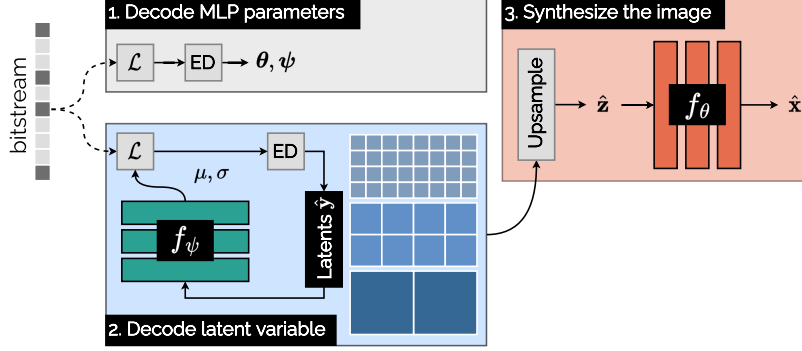 bitstream
1. Decode MLP parameters
ℒ
ED
θ, ψ
2. Decode latent variable
ℒ
μ, σ
ED
f_ψ
Latents ŷ
3. Synthesize the image
Upsample
ẑ
f_θ
x̂